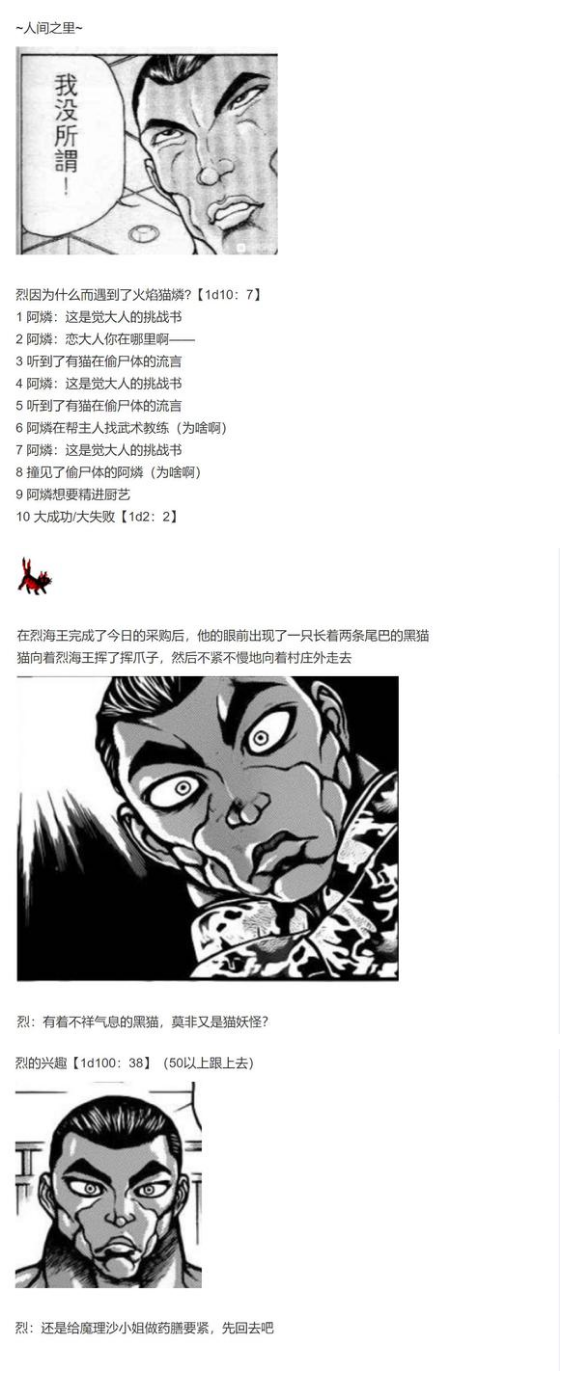 ~人间之里~
我没所謂！
烈因为什么而遇到了火焰猫燐?【1d10：7】
1 阿燐：这是觉大人的挑战书
2 阿燐：恋大人你在哪里啊——
3 听到了有猫在偷尸体的流言
4 阿燐：这是觉大人的挑战书
5 听到了有猫在偷尸体的流言
6 阿燐在帮主人找武术教练（为啥啊）
7 阿燐：这是觉大人的挑战书
8 撞见了偷尸体的阿燐（为啥啊）
9 阿燐想要精进厨艺
10 大成功/大失败【1d2：2】
在烈海王完成了今日的采购后，他的眼前出现了一只长着两条尾巴的黑猫
猫向着烈海王挥了挥爪子，然后不紧不慢地向着村庄外走去
烈：有着不祥气息的黑猫，莫非又是猫妖怪？
烈的兴趣【1d100：38】（50以上跟上去）
烈：还是给魔理沙小姐做药膳要紧，先回去吧